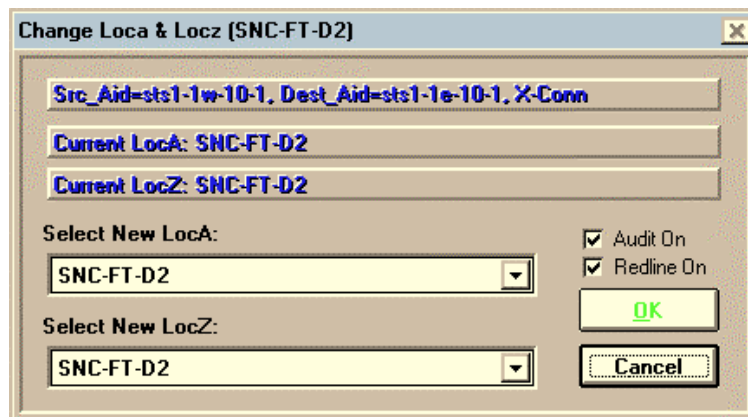 Change Loca & Locz (SNC-FT-D2)
Src_Aid=sts1-1w-10-1, Dest_Aid=sts1-1e-10-1, X-Conn
Current LocA: SNC-FT-D2
Current LocZ: SNC-FT-D2
Select New LocA:
Audit On
SNC-FT-D2
Redline On
OK
Select New LocZ:
SNC-FT-D2
Cancel